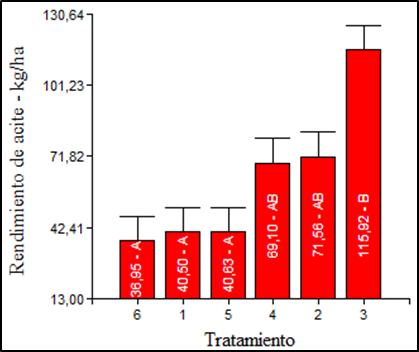 Rendimiento de acite - kg/ha
130,64
101,23
71,82
42,41
13,00
36,95 - A
40,50 - A
40,63 - A
69,10 - AB
71,56 - AB
115,92 - B
6 1 5 4 2 3
Tratamiento